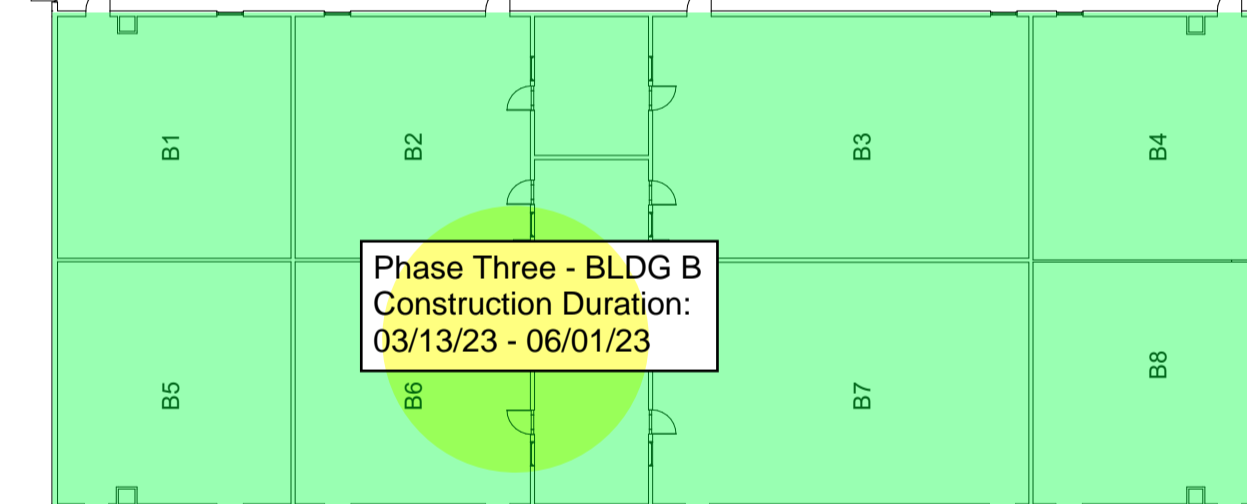 B1
B2
B3
B4
Phase Three - BLDG B
Construction Duration:
03/13/23 - 06/01/23
B5
B6
B7
B8